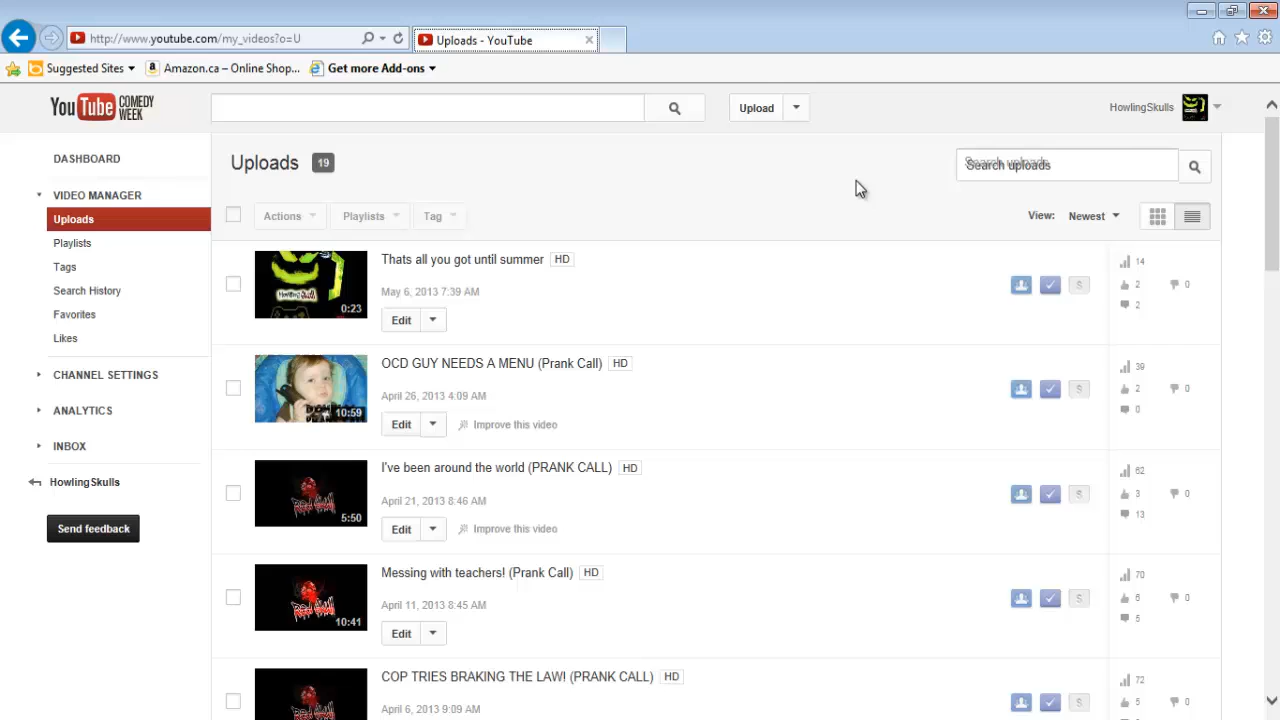 http://www.youtube.com/my_videos?o=U
Uploads - YouTube
Suggested Sites
Amazon.ca – Online Shop...
Get more Add-ons
YouTube COMEDY WEEK
Upload
HowlingSkulls
DASHBOARD
VIDEO MANAGER
Uploads
Playlists
Tags
Search History
Favorites
Likes
CHANNEL SETTINGS
ANALYTICS
INBOX
HowlingSkulls
Send feedback
Uploads 19
Search uploads
Actions
Playlists
Tag
View: Newest
Thats all you got until summer HD
May 6, 2013 7:39 AM
Edit
0:23
$
14
2 0
2
OCD GUY NEEDS A MENU (Prank Call) HD
April 26, 2013 4:09 AM
Edit Improve this video
10:59
$
39
2 0
0
I've been around the world (PRANK CALL) HD
April 21, 2013 8:46 AM
Edit Improve this video
5:50
$
62
3 0
13
Messing with teachers! (Prank Call) HD
April 11, 2013 8:45 AM
Edit
10:41
$
70
6 0
5
COP TRIES BRAKING THE LAW! (PRANK CALL) HD
April 6, 2013 9:09 AM
$
72
5 0